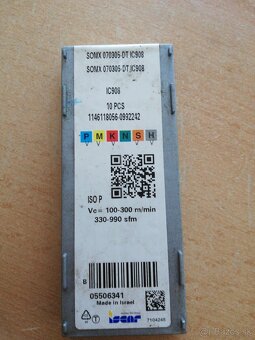 SOMX 070305-DT IC908
SOMX 070305-DT IC908
IC908
10 PCS
1146118056-0992242
P M K N S H
ISO P
Vc= 100-300 m/min
330-990 sfm
B
05506341
Made in Israel
iscar
7104245